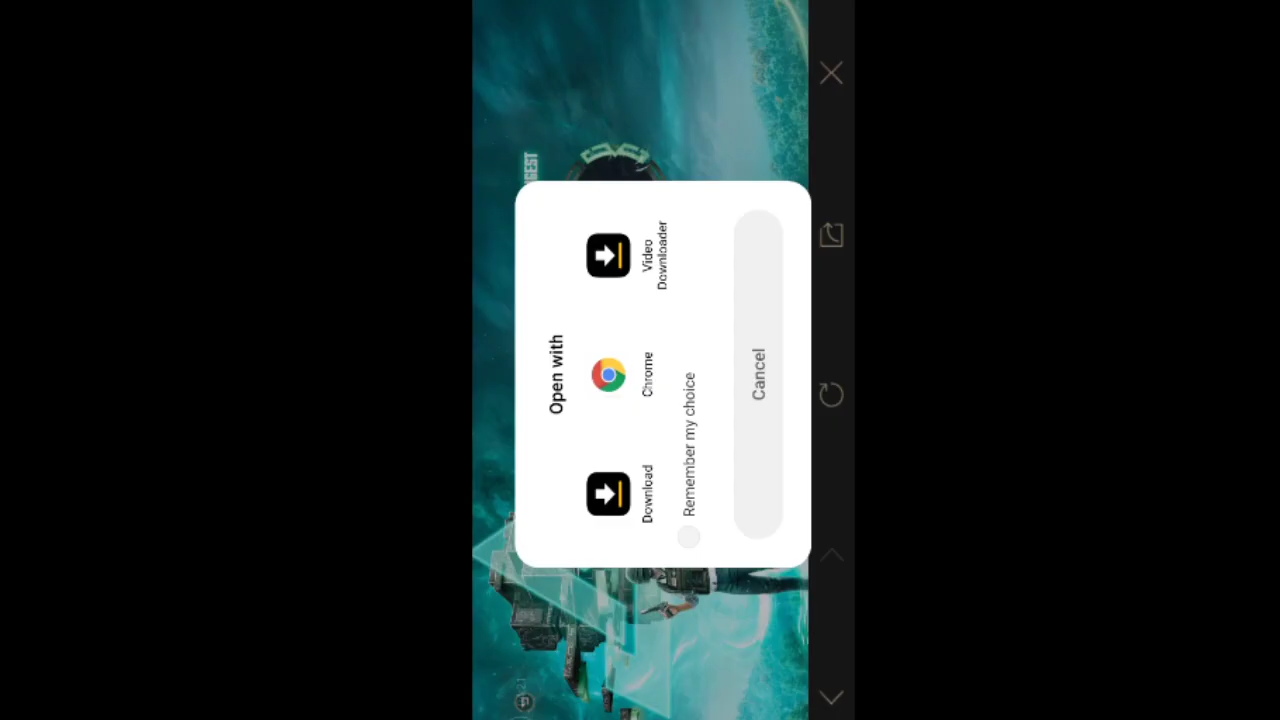 Open with
Download
Chrome
Video
Downloader
Remember my choice
Cancel